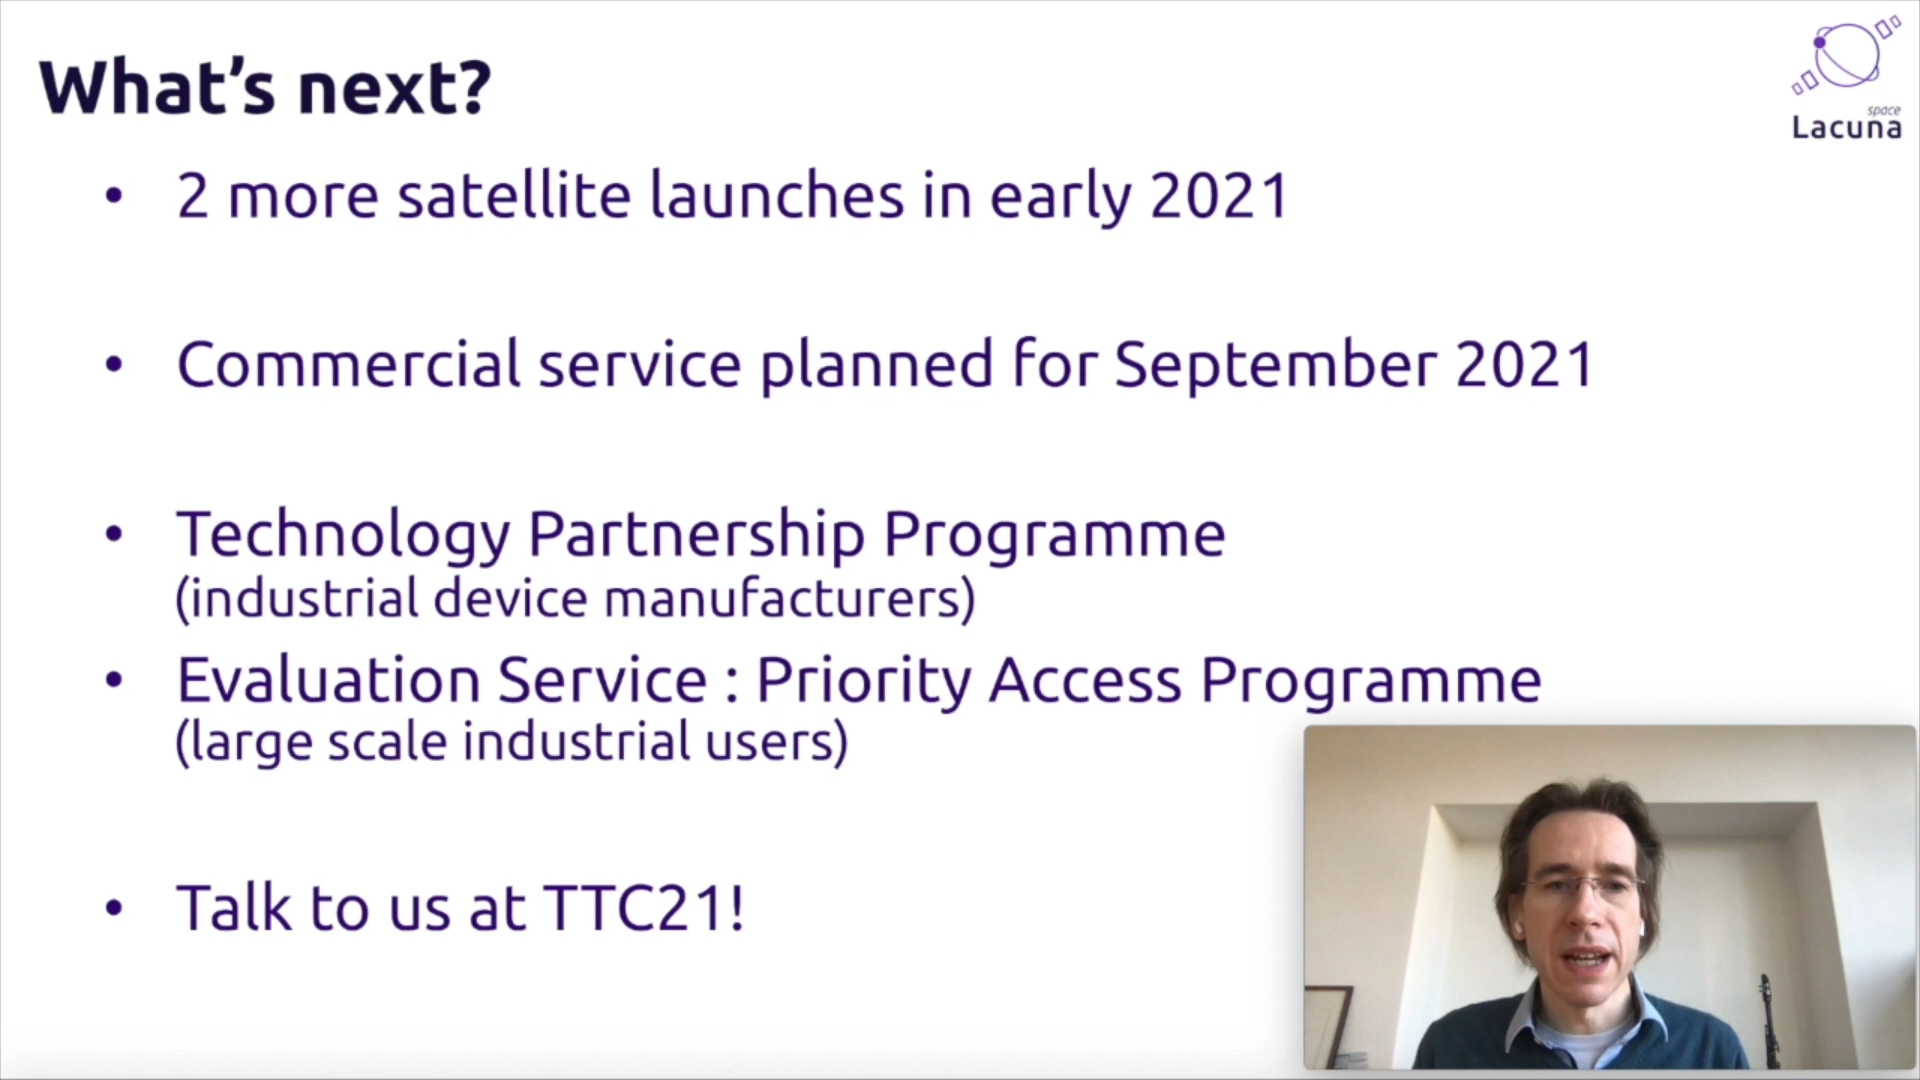 What's next?
space
Lacuna
• 2 more satellite launches in early 2021
• Commercial service planned for September 2021
• Technology Partnership Programme
(industrial device manufacturers)
• Evaluation Service : Priority Access Programme
(large scale industrial users)
• Talk to us at TTC21!